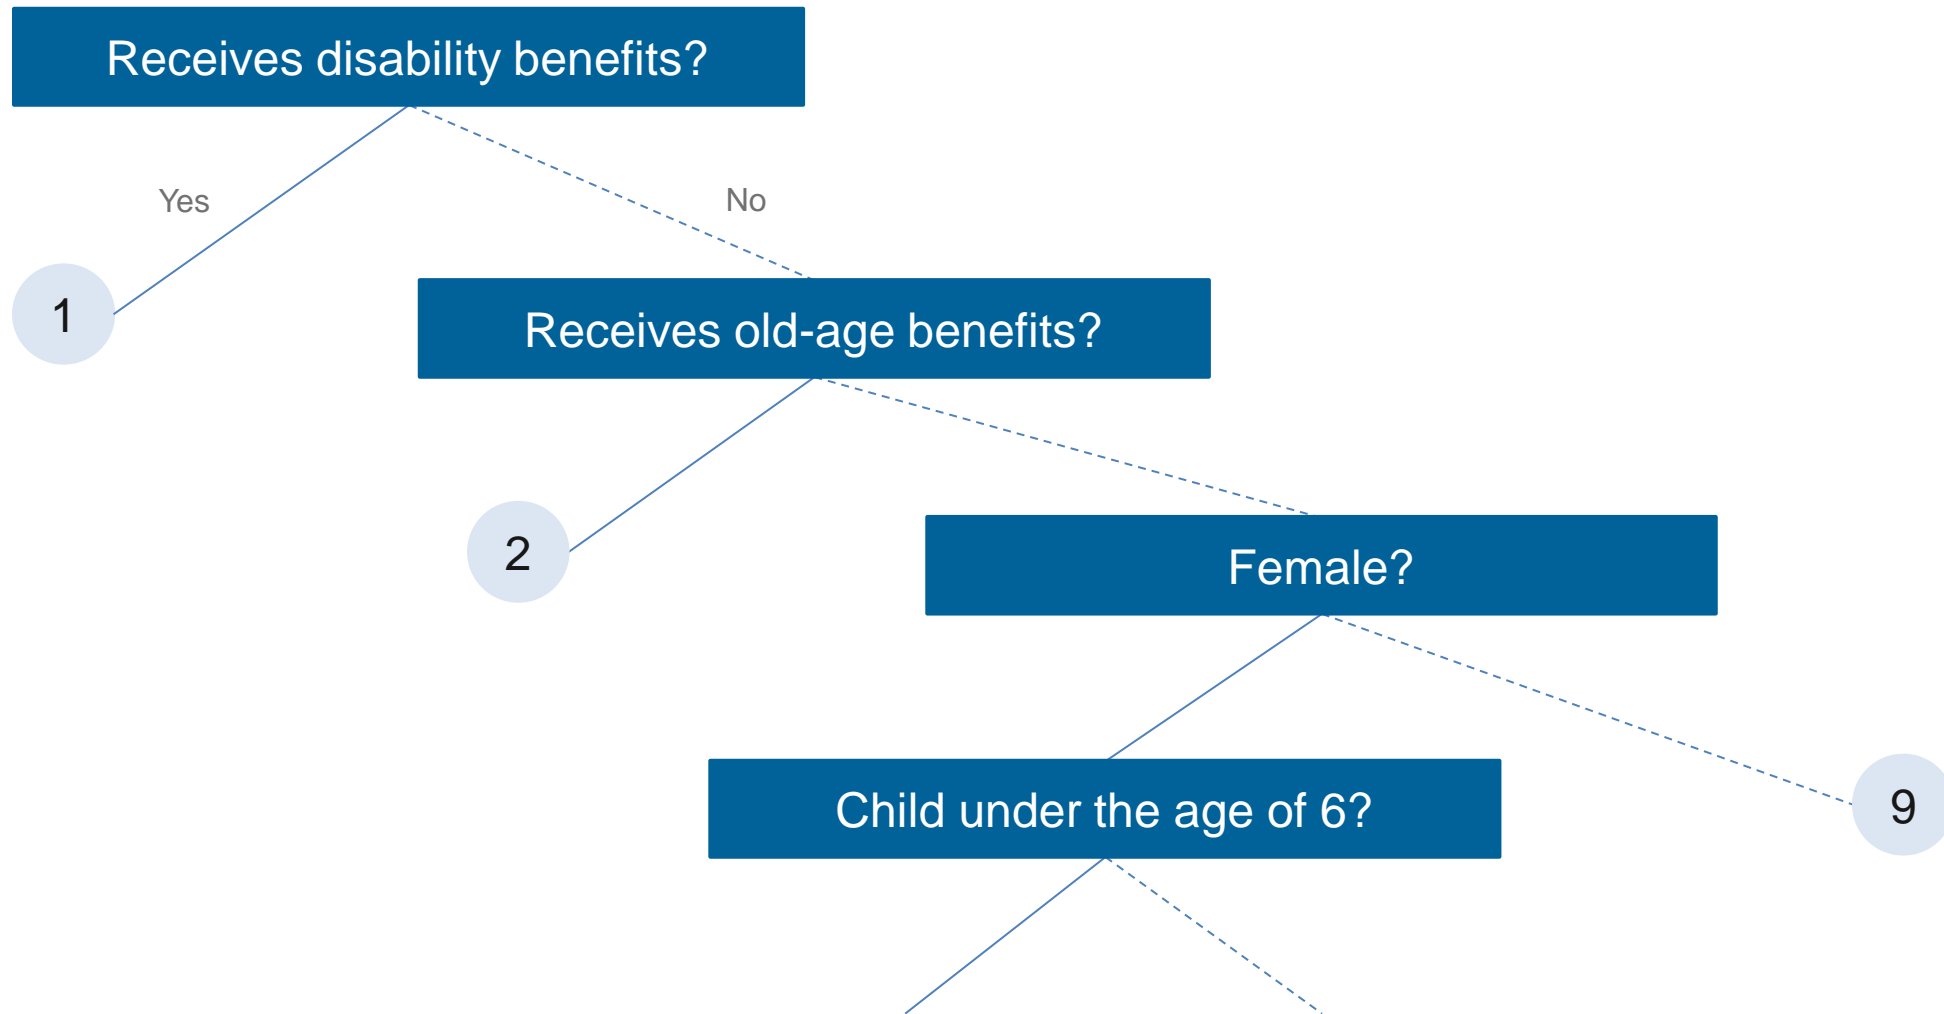 Receives disability benefits?
Yes
No
1
Receives old-age benefits?
2
Female?
Child under the age of 6?
9